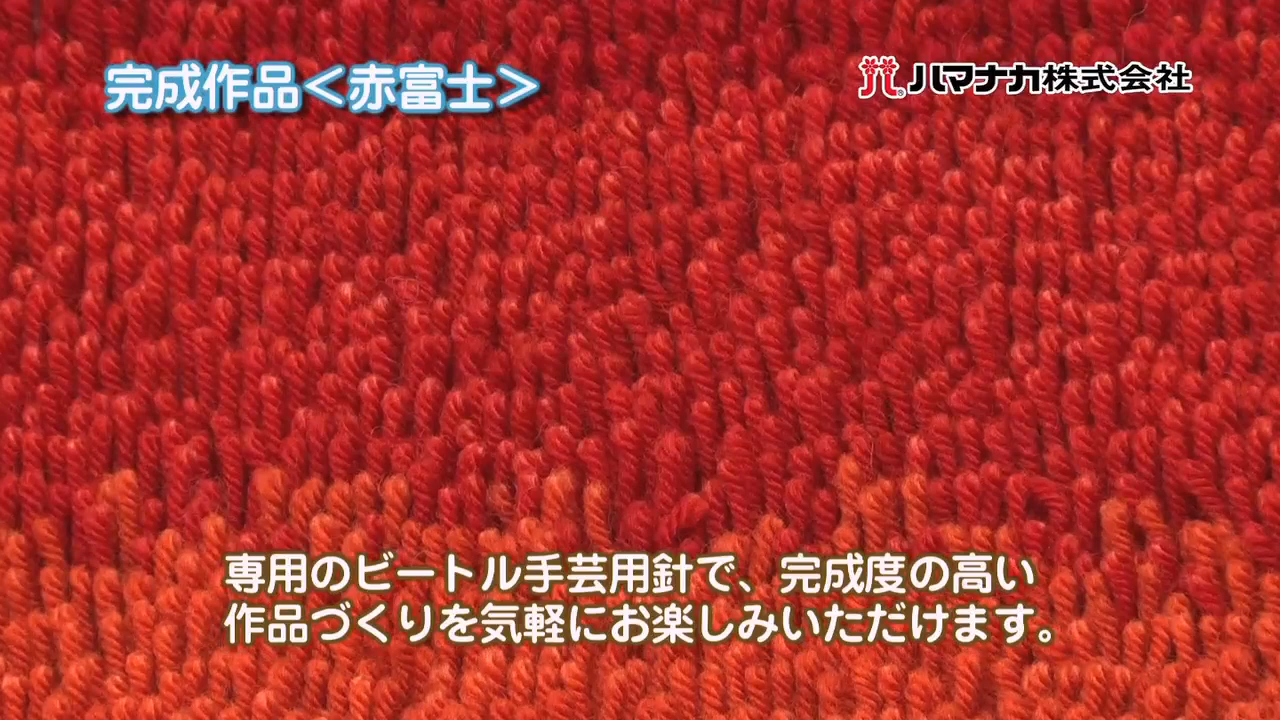 完成作品＜赤富士＞
ハマナカ株式会社
専用のビートル手芸用針で、完成度の高い
作品づくりを気軽にお楽しみいただけます。